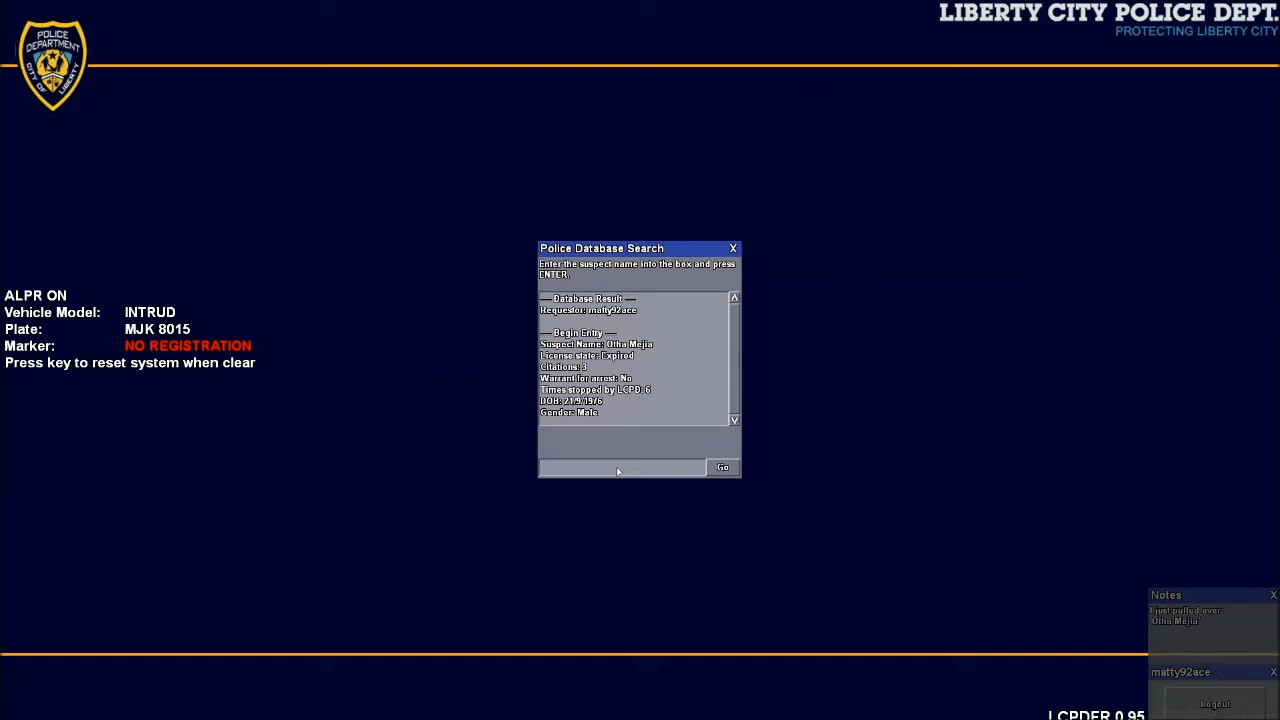 LIBERTY CITY POLICE DEPT.
PROTECTING LIBERTY CITY
POLICE
DEPARTMENT
CITY OF LIBERTY
ALPR ON
Vehicle Model: INTRUD
Plate: MJK 8015
Marker: NO REGISTRATION
Press key to reset system when clear
Police Database Search X
Enter the suspect name into the box and press
ENTER.
--- Database Result ---
Requestor: matty92ace
--- Begin Entry ---
Suspect Name: Otha Mejia
License state: Expired
Citations: 3
Warrant for arrest: No
Times stopped by LCPD: 6
DOB: 21/9/1976
Gender: Male
Go
Notes X
I just pulled over:
'Otha Mejia'
matty92ace X
Logout
LCPDFR 0.95